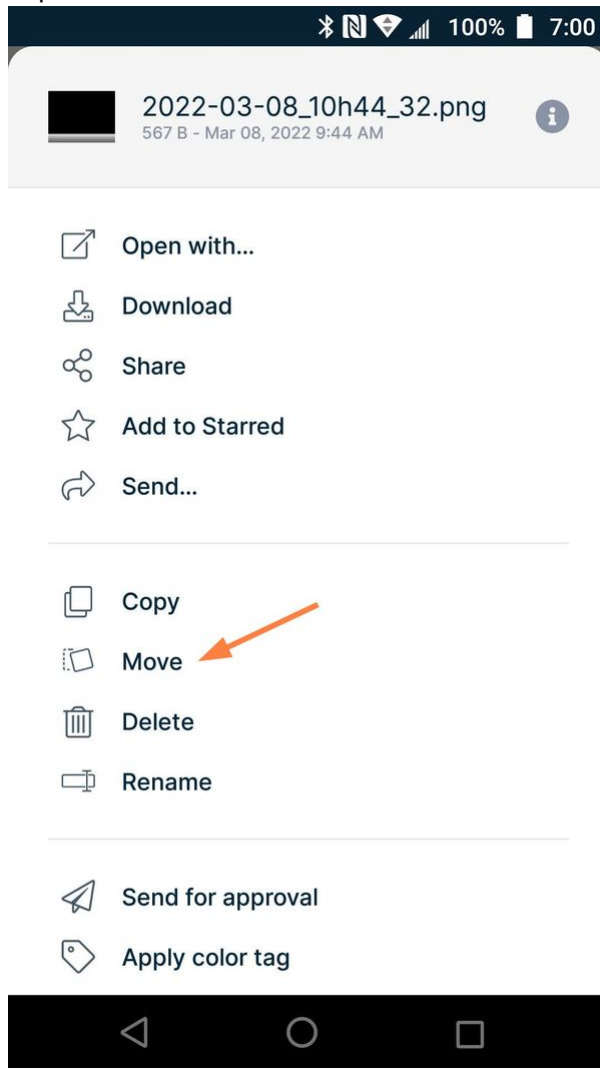 100% 7:00
2022-03-08_10h44_32.png
567 B - Mar 08, 2022 9:44 AM
Open with...
Download
Share
Add to Starred
Send...
Copy
Move
Delete
Rename
Send for approval
Apply color tag